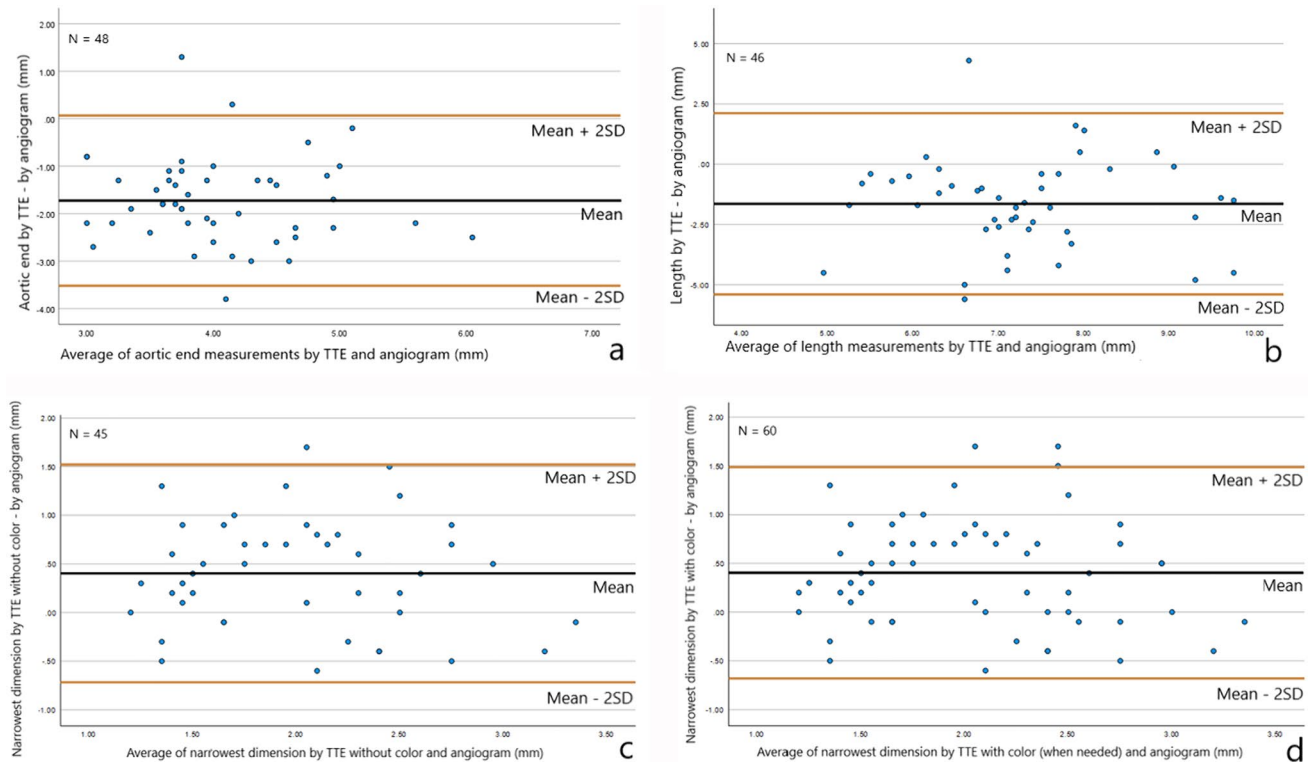 Aortic end by TTE - by angiogram (mm)
2.00
1.00
.00
-1.00
-2.00
-3.00
-4.00
N = 48
Mean + 2SD
Mean
Mean - 2SD
3.00 4.00 5.00 6.00 7.00
Average of aortic end measurements by TTE and angiogram (mm)
a
Length by TTE - by angiogram (mm)
5.00
2.50
.00
-2.50
-5.00
N = 46
Mean + 2SD
Mean
Mean - 2SD
4.00 5.00 6.00 7.00 8.00 9.00 10.00
Average of length measurements by TTE and angiogram (mm)
b
Narrowest dimension by TTE without color - by angiogram (mm)
2.00
1.50
1.00
.50
.00
-.50
-1.00
N = 45
Mean + 2SD
Mean
Mean - 2SD
1.00 1.50 2.00 2.50 3.00 3.50
Average of narrowest dimension by TTE without color and angiogram (mm)
c
Narrowest dimension by TTE with color - by angiogram (mm)
2.00
1.50
1.00
.50
.00
-.50
-1.00
N = 60
Mean + 2SD
Mean
Mean - 2SD
1.00 1.50 2.00 2.50 3.00 3.50
Average of narrowest dimension by TTE with color (when needed) and angiogram (mm)
d